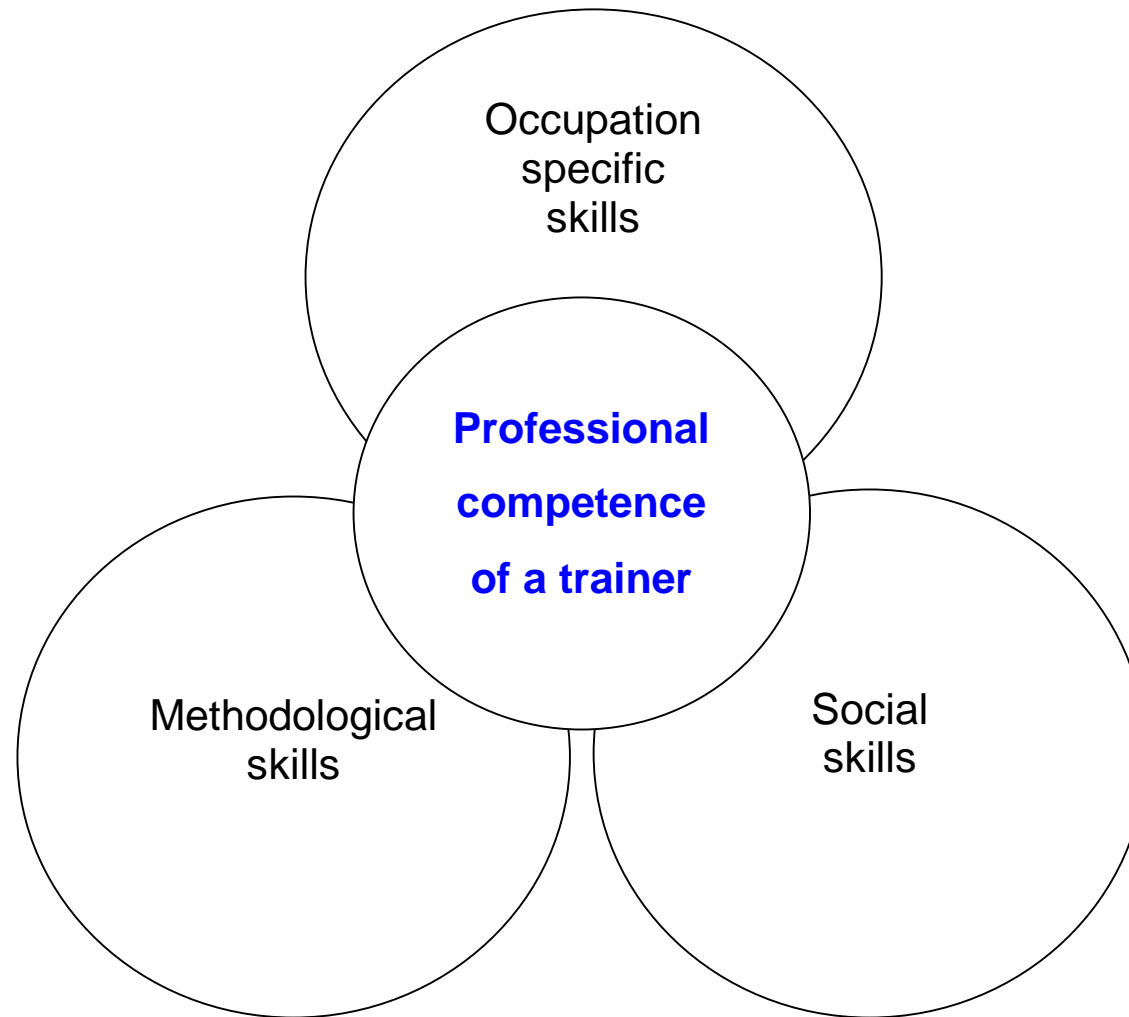 Occupation
specific
skills
Professional
competence
of a trainer
Methodological
skills
Social
skills